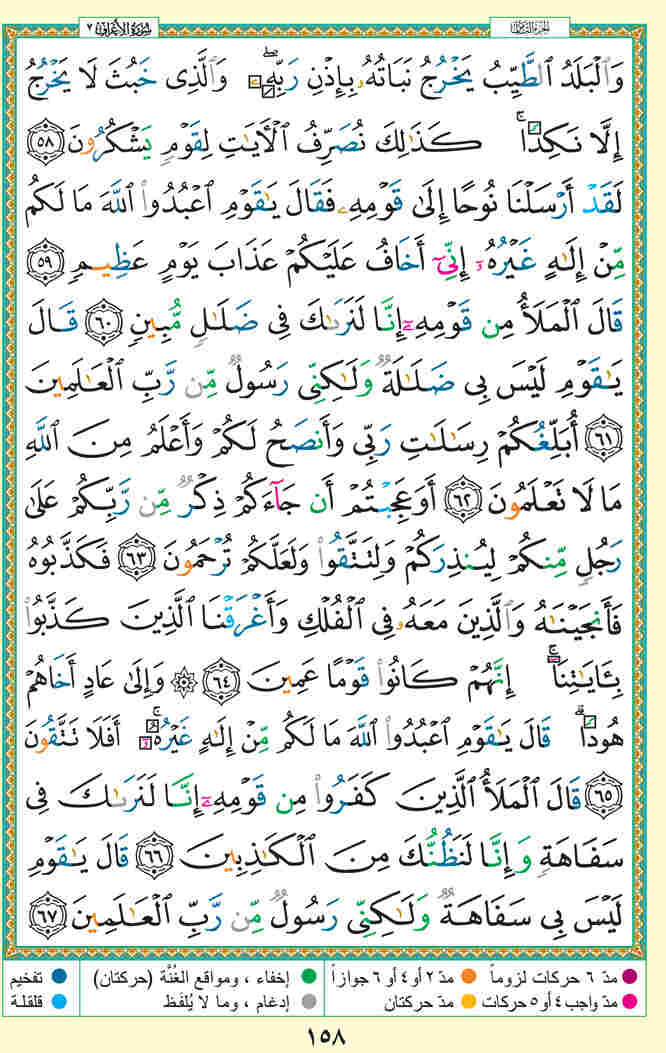 سُورَةُ الأَعْرَافِ ٧
الجزء الثامن
وَٱلْبَلَدُ ٱلطَّيِّبُ يَخْرُجُ نَبَاتُهُۥ بِإِذْنِ رَبِّهِۦ ۖ وَٱلَّذِى خَبُثَ لَا يَخْرُجُ
إِلَّا نَكِدًا ۚ كَذَٰلِكَ نُصَرِّفُ ٱلْـَٔايَٰتِ لِقَوْمٍ يَشْكُرُونَ ٥٨
لَقَدْ أَرْسَلْنَا نُوحًا إِلَىٰ قَوْمِهِۦ فَقَالَ يَٰقَوْمِ ٱعْبُدُوا۟ ٱللَّهَ مَا لَكُم
مِّنْ إِلَٰهٍ غَيْرُهُۥٓ إِنِّىٓ أَخَافُ عَلَيْكُمْ عَذَابَ يَوْمٍ عَظِيمٍ ٥٩
قَالَ ٱلْمَلَأُ مِن قَوْمِهِۦٓ إِنَّا لَنَرَىٰكَ فِى ضَلَٰلٍ مُّبِينٍ ٦٠ قَالَ
يَٰقَوْمِ لَيْسَ بِى ضَلَٰلَةٌ وَلَٰكِنِّى رَسُولٌ مِّن رَّبِّ ٱلْعَٰلَمِينَ
٦١ أُبَلِّغُكُمْ رِسَٰلَٰتِ رَبِّى وَأَنصَحُ لَكُمْ وَأَعْلَمُ مِنَ ٱللَّهِ
مَا لَا تَعْلَمُونَ ٦٢ أَوَعَجِبْتُمْ أَن جَآءَكُمْ ذِكْرٌ مِّن رَّبِّكُمْ عَلَىٰ
رَجُلٍ مِّنكُمْ لِيُنذِرَكُمْ وَلِتَتَّقُوا۟ وَلَعَلَّكُمْ تُرْحَمُونَ ٦٣ فَكَذَّبُوهُ
فَأَنجَيْنَٰهُ وَٱلَّذِينَ مَعَهُۥ فِى ٱلْفُلْكِ وَأَغْرَقْنَا ٱلَّذِينَ كَذَّبُوا۟
بِـَٔايَٰتِنَآ ۚ إِنَّهُمْ كَانُوا۟ قَوْمًا عَمِينَ ٦٤ ۞ وَإِلَىٰ عَادٍ أَخَاهُمْ
هُودًا ۗ قَالَ يَٰقَوْمِ ٱعْبُدُوا۟ ٱللَّهَ مَا لَكُم مِّنْ إِلَٰهٍ غَيْرُهُۥٓ ۚ أَفَلَا تَتَّقُونَ
٦٥ قَالَ ٱلْمَلَأُ ٱلَّذِينَ كَفَرُوا۟ مِن قَوْمِهِۦٓ إِنَّا لَنَرَىٰكَ فِى
سَفَاهَةٍ وَإِنَّا لَنَظُنُّكَ مِنَ ٱلْكَٰذِبِينَ ٦٦ قَالَ يَٰقَوْمِ
لَيْسَ بِى سَفَاهَةٌ وَلَٰكِنِّى رَسُولٌ مِّن رَّبِّ ٱلْعَٰلَمِينَ ٦٧
مدّ ٦ حركات لزوماً مدّ ٢ أو ٤ أو ٦ جوازاً إخفاء ، ومواقع الغُنَّة (حركتان) تفخيم
مدّ واجب ٤ أو ٥ حركات مدّ حركتان إدغام ، وما لا يُلفَظ قلقلة
١٥٨